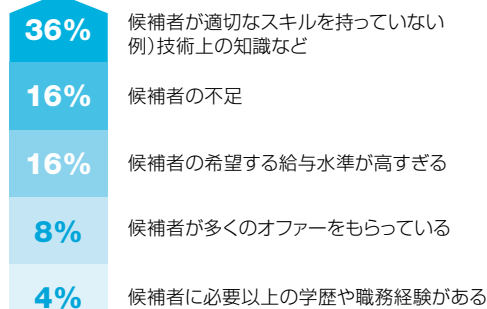 36% 候補者が適切なスキルを持っていない
例）技術上の知識など
16% 候補者の不足
16% 候補者の希望する給与水準が高すぎる
8% 候補者が多くのオファーをもらっている
4% 候補者に必要以上の学歴や職務経験がある